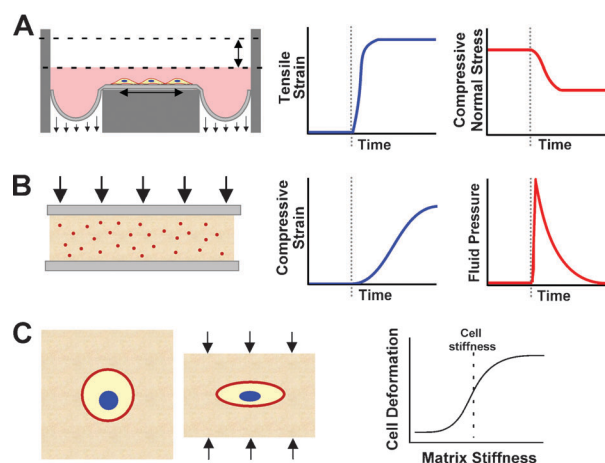 A
Tensile
Strain
Time
Compressive
Normal Stress
Time
B
Compressive
Strain
Time
Fluid Pressure
Time
C
Cell
stiffness
Cell Deformation
Matrix Stiffness